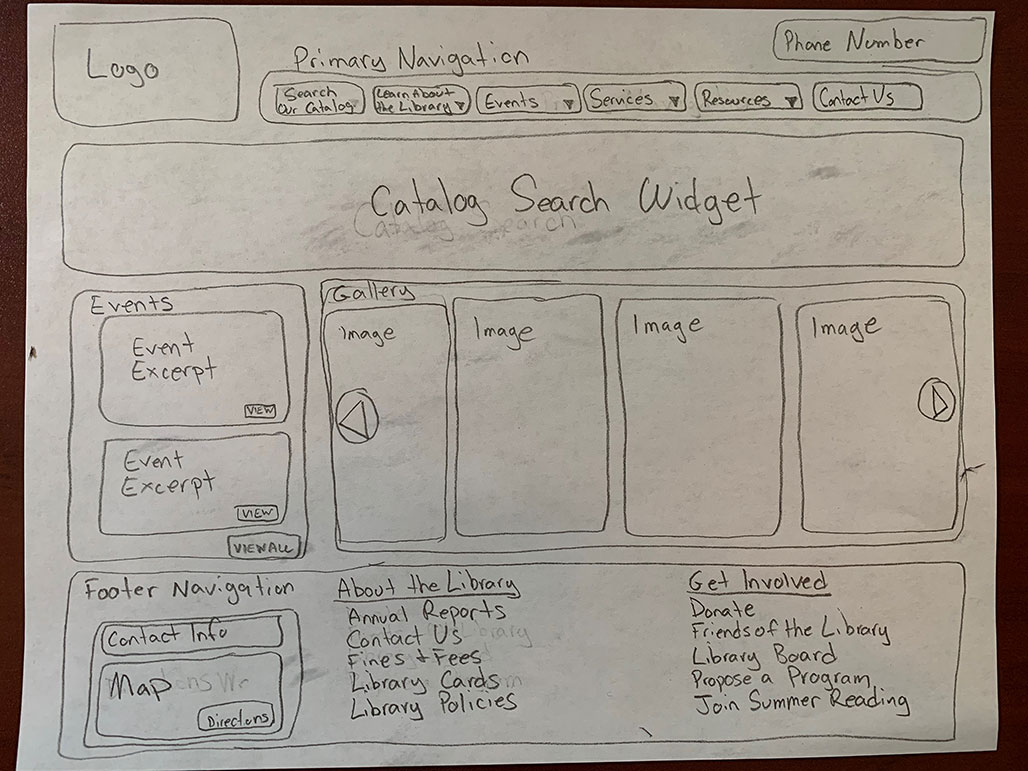 Logo
Primary Navigation
Phone Number
Search
Our Catalog
Learn About
the Library
Events
Services
Resources
Contact Us
Catalog Search Widget
Catalog Search
Events
Event
Excerpt
VIEW
Event
Excerpt
VIEW
VIEW ALL
Gallery
Image
Image
Image
Image
Footer Navigation
Contact Info
Map
Directions
About the Library
Annual Reports
Contact Us
Fines & Fees
Library Cards
Library Policies
Get Involved
Donate
Friends of the Library
Library Board
Propose a Program
Join Summer Reading